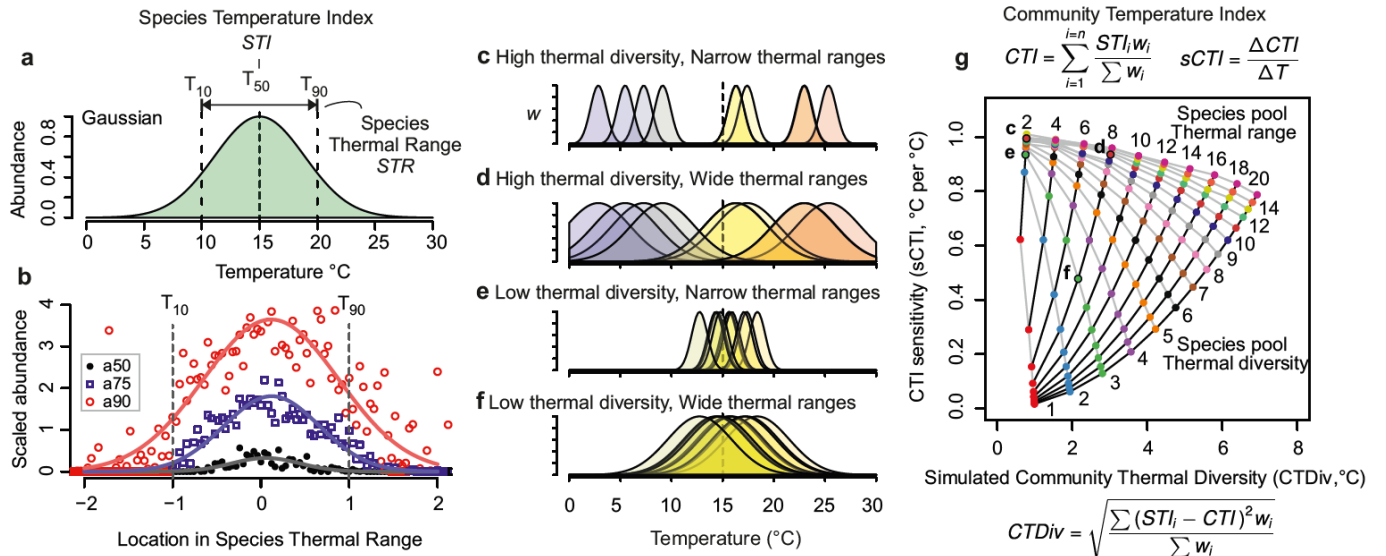 Species Temperature Index
STI
a
T10 T50 T90
Gaussian
Species
Thermal Range
STR
Abundance
0.0 0.4 0.8
0 5 10 15 20 25 30
Temperature °C
b
T10 T90
a50
a75
a90
Scaled abundance
0 1 2 3 4
−2 −1 0 1 2
Location in Species Thermal Range
c High thermal diversity, Narrow thermal ranges
w
d High thermal diversity, Wide thermal ranges
e Low thermal diversity, Narrow thermal ranges
f Low thermal diversity, Wide thermal ranges
0 5 10 15 20 25 30
Temperature (°C)
Community Temperature Index
g
CTI = ∑ i=1 i=n STIi wi / ∑ wi sCTI = ΔCTI / ΔT
Species pool
Thermal range
c 2 4 6 8 10 12 14 16 18 20
e d f
14
12
10
9
8
7
6
5
4
3
2
1
Species pool
Thermal diversity
CTI sensitivity (sCTI, °C per °C)
0.0 0.2 0.4 0.6 0.8 1.0
0 2 4 6 8
Simulated Community Thermal Diversity (CTDiv,°C)
CTDiv = √ ∑ (STIi − CTI)2 wi / ∑ wi